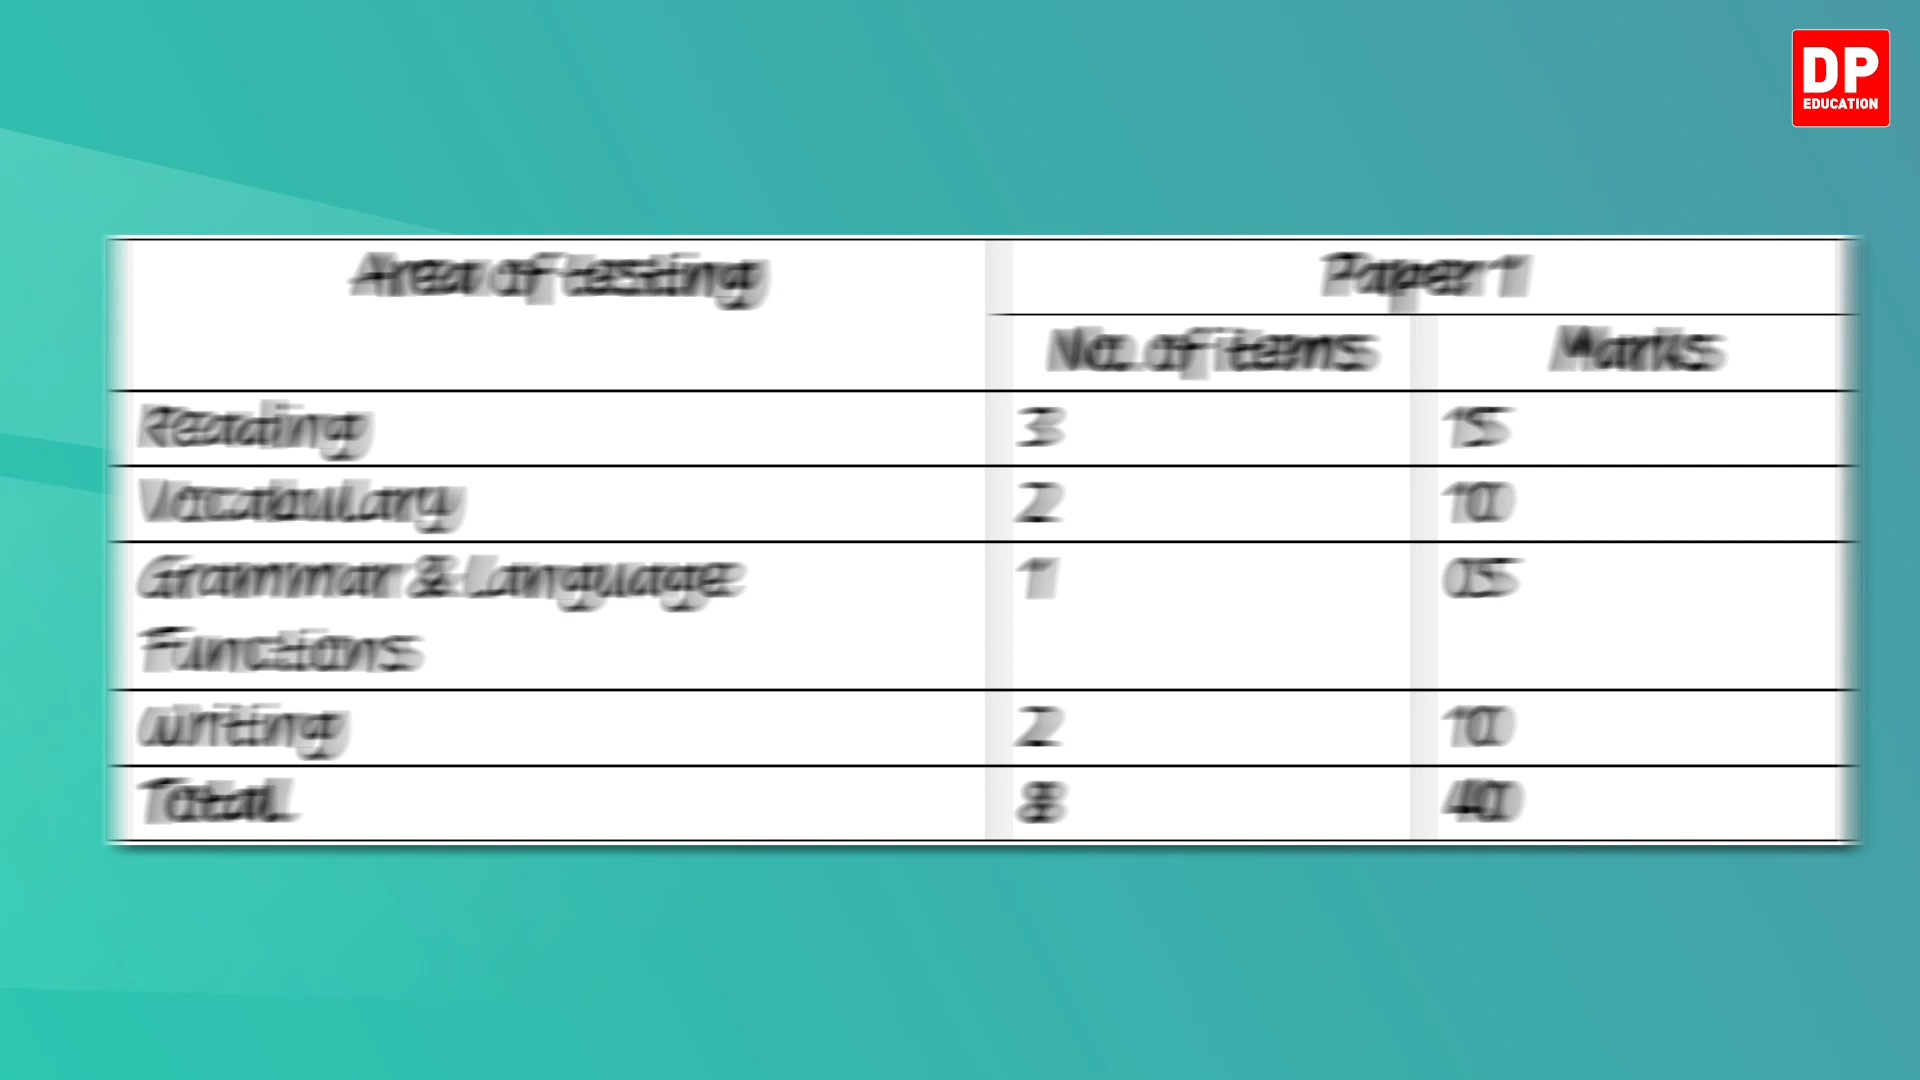 DP
EDUCATION
Area of testing Paper 1
No. of items Marks
Reading 3 15
Vocabulary 2 10
Grammar & Language 1 05
Functions
Writing 2 10
Total 8 40